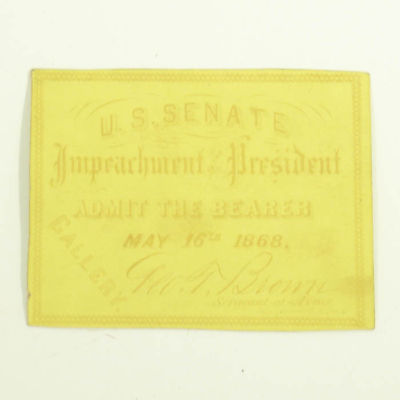 U.S. SENATE
Impeachment of the President
ADMIT THE BEARER
MAY 16TH 1868.
GALLERY.
Geo. T. Brown
Sergeant-at-Arms